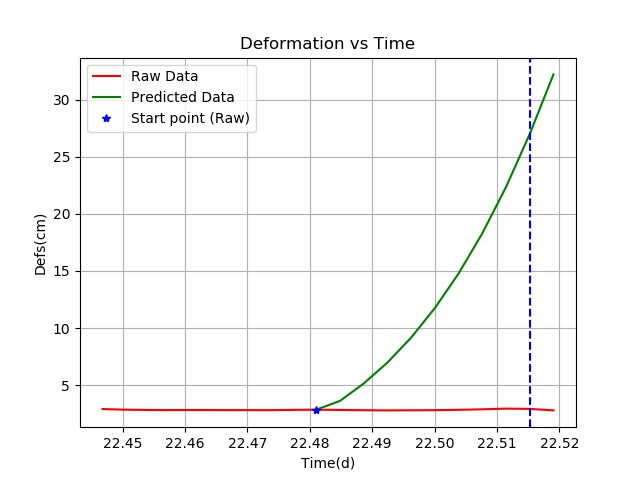 Deformation vs Time
Raw Data
Predicted Data
Start point (Raw)
Defs(cm)
30
25
20
15
10
5
22.45 22.46 22.47 22.48 22.49 22.50 22.51 22.52
Time(d)